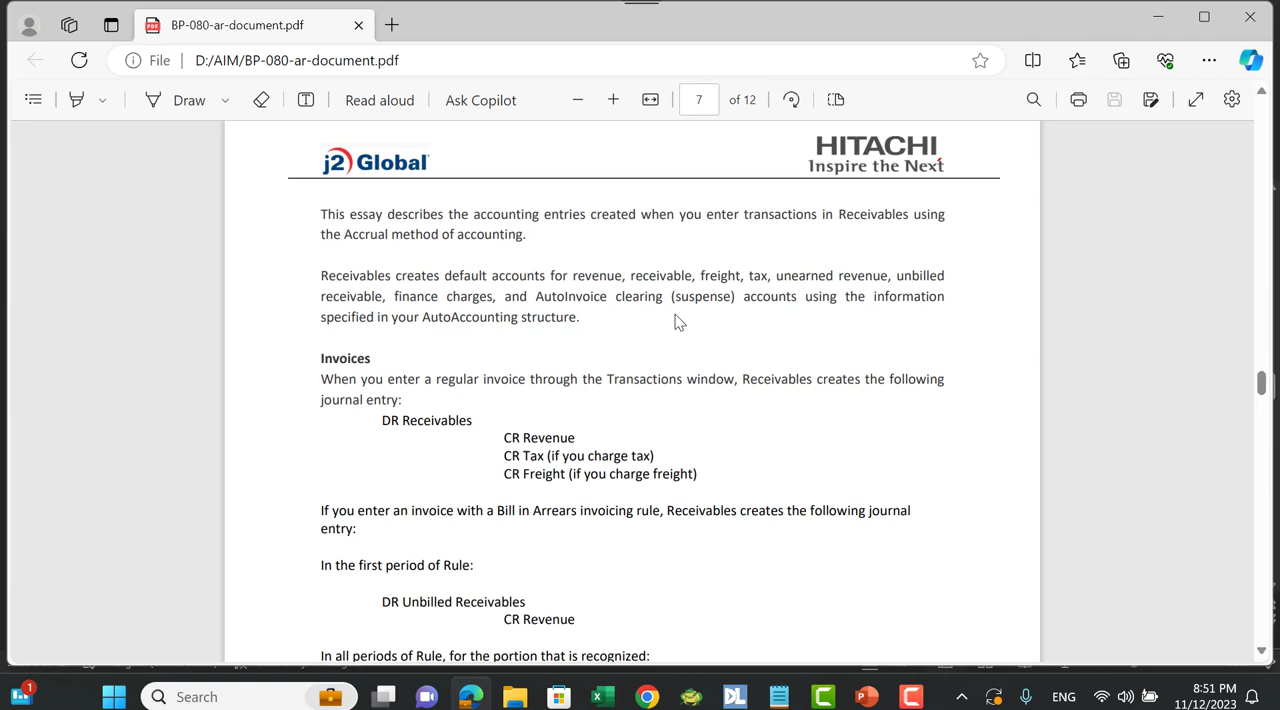 BP-080-ar-document.pdf
File
D:/AIM/BP-080-ar-document.pdf
Draw
Read aloud
Ask Copilot
7
of 12
j2 Global
HITACHI
Inspire the Next
This essay describes the accounting entries created when you enter transactions in Receivables using
the Accrual method of accounting.
Receivables creates default accounts for revenue, receivable, freight, tax, unearned revenue, unbilled
receivable, finance charges, and AutoInvoice clearing (suspense) accounts using the information
specified in your AutoAccounting structure.
Invoices
When you enter a regular invoice through the Transactions window, Receivables creates the following
journal entry:
DR Receivables
CR Revenue
CR Tax (if you charge tax)
CR Freight (if you charge freight)
If you enter an invoice with a Bill in Arrears invoicing rule, Receivables creates the following journal
entry:
In the first period of Rule:
DR Unbilled Receivables
CR Revenue
In all periods of Rule, for the portion that is recognized:
1
Search
ENG
8:51 PM
11/12/2023